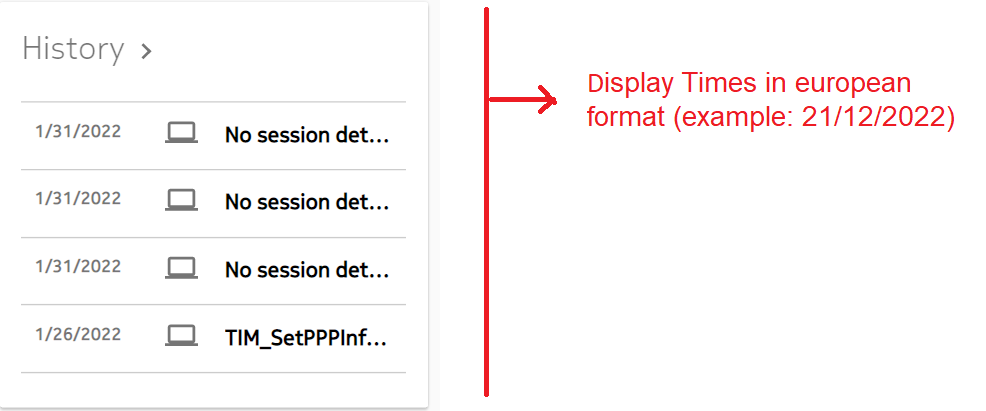 History >
1/31/2022 No session det...
1/31/2022 No session det...
1/31/2022 No session det...
1/26/2022 TIM_SetPPPInf...
Display Times in european
format (example: 21/12/2022)